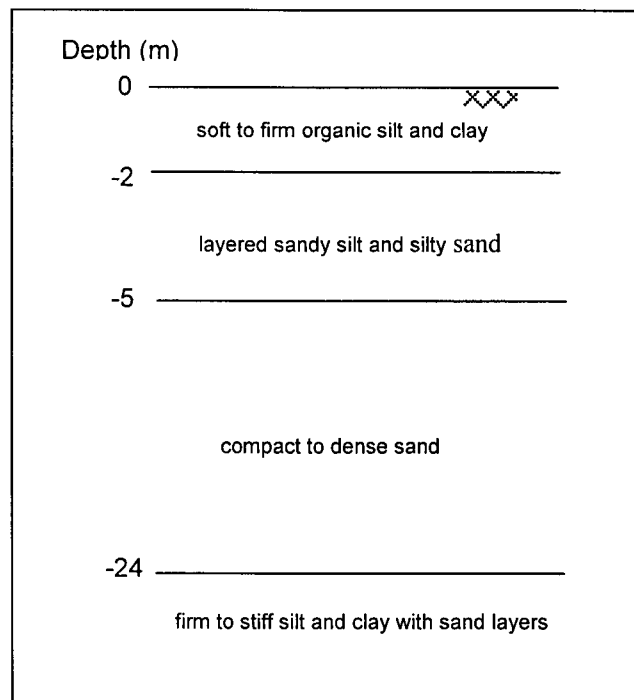 Depth (m)
0
soft to firm organic silt and clay
-2
layered sandy silt and silty sand
-5
compact to dense sand
-24
firm to stiff silt and clay with sand layers